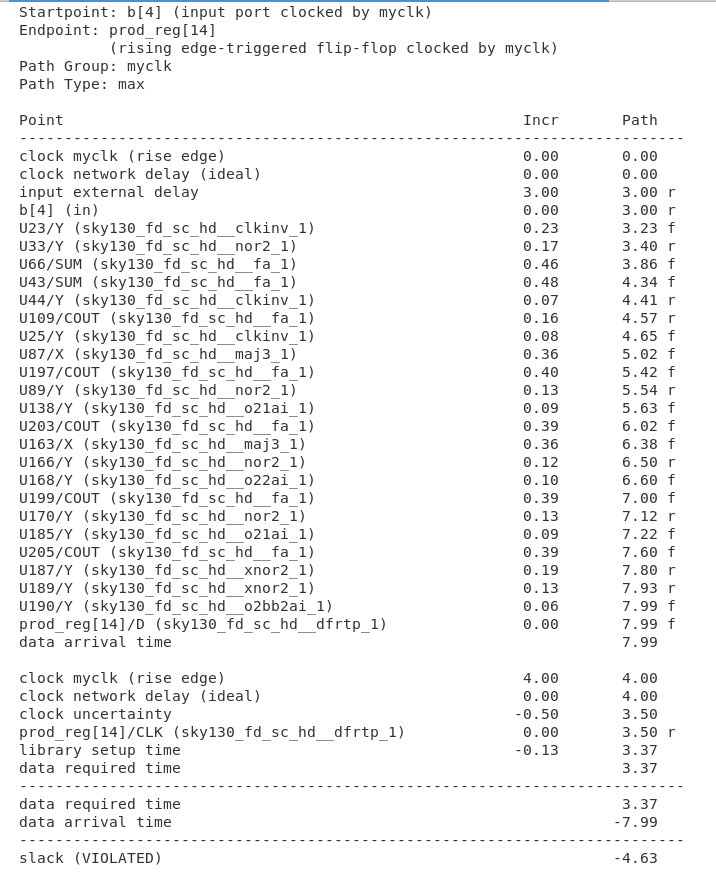 Startpoint: b[4] (input port clocked by myclk)
Endpoint: prod_reg[14]
(rising edge-triggered flip-flop clocked by myclk)
Path Group: myclk
Path Type: max
Point Incr Path
---------------------------------------------------------------------------
clock myclk (rise edge) 0.00 0.00
clock network delay (ideal) 0.00 0.00
input external delay 3.00 3.00 r
b[4] (in) 0.00 3.00 r
U23/Y (sky130_fd_sc_hd__clkinv_1) 0.23 3.23 f
U33/Y (sky130_fd_sc_hd__nor2_1) 0.17 3.40 r
U66/SUM (sky130_fd_sc_hd__fa_1) 0.46 3.86 f
U43/SUM (sky130_fd_sc_hd__fa_1) 0.48 4.34 f
U44/Y (sky130_fd_sc_hd__clkinv_1) 0.07 4.41 r
U109/COUT (sky130_fd_sc_hd__fa_1) 0.16 4.57 r
U25/Y (sky130_fd_sc_hd__clkinv_1) 0.08 4.65 f
U87/X (sky130_fd_sc_hd__maj3_1) 0.36 5.02 f
U197/COUT (sky130_fd_sc_hd__fa_1) 0.40 5.42 f
U89/Y (sky130_fd_sc_hd__nor2_1) 0.13 5.54 r
U138/Y (sky130_fd_sc_hd__o21ai_1) 0.09 5.63 f
U203/COUT (sky130_fd_sc_hd__fa_1) 0.39 6.02 f
U163/X (sky130_fd_sc_hd__maj3_1) 0.36 6.38 f
U166/Y (sky130_fd_sc_hd__nor2_1) 0.12 6.50 r
U168/Y (sky130_fd_sc_hd__o22ai_1) 0.10 6.60 f
U199/COUT (sky130_fd_sc_hd__fa_1) 0.39 7.00 f
U170/Y (sky130_fd_sc_hd__nor2_1) 0.13 7.12 r
U185/Y (sky130_fd_sc_hd__o21ai_1) 0.09 7.22 f
U205/COUT (sky130_fd_sc_hd__fa_1) 0.39 7.60 f
U187/Y (sky130_fd_sc_hd__xnor2_1) 0.19 7.80 r
U189/Y (sky130_fd_sc_hd__xnor2_1) 0.13 7.93 r
U190/Y (sky130_fd_sc_hd__o2bb2ai_1) 0.06 7.99 f
prod_reg[14]/D (sky130_fd_sc_hd__dfrtp_1) 0.00 7.99 f
data arrival time 7.99
clock myclk (rise edge) 4.00 4.00
clock network delay (ideal) 0.00 4.00
clock uncertainty -0.50 3.50
prod_reg[14]/CLK (sky130_fd_sc_hd__dfrtp_1) 0.00 3.50 r
library setup time -0.13 3.37
data required time 3.37
---------------------------------------------------------------------------
data required time 3.37
data arrival time -7.99
---------------------------------------------------------------------------
slack (VIOLATED) -4.63